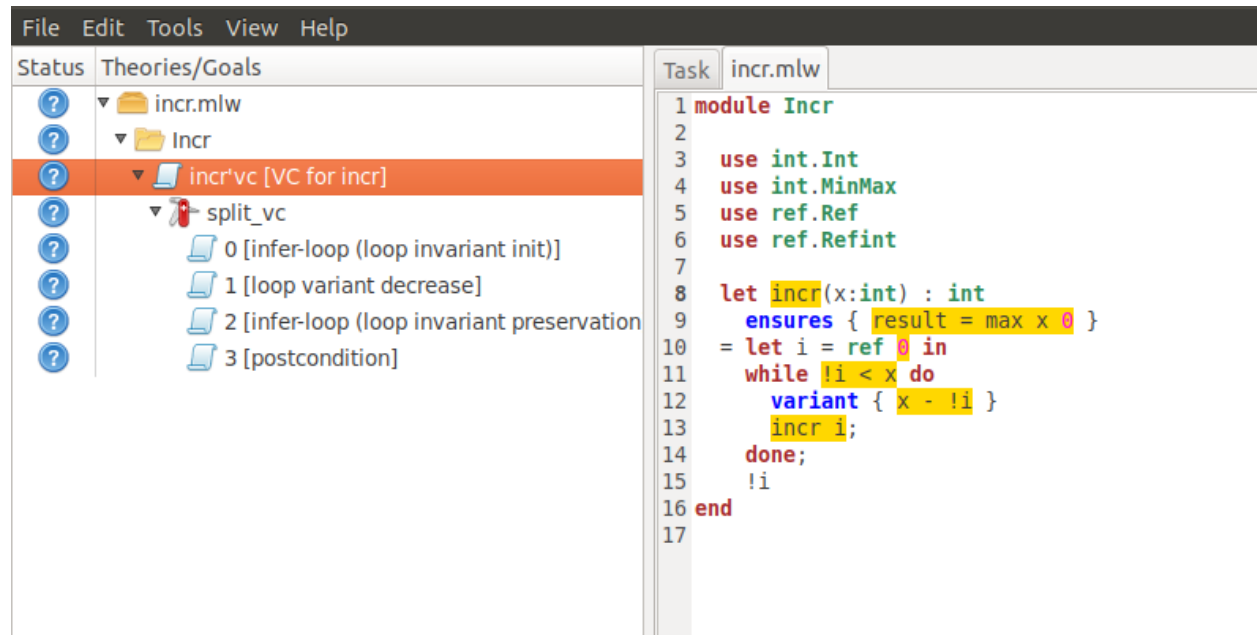 File Edit Tools View Help
Status Theories/Goals
incr.mlw
Incr
incr'vc [VC for incr]
split_vc
0 [infer-loop (loop invariant init)]
1 [loop variant decrease]
2 [infer-loop (loop invariant preservation
3 [postcondition]
Task incr.mlw
1 module Incr
2
3 use int.Int
4 use int.MinMax
5 use ref.Ref
6 use ref.Refint
7
8 let incr(x:int) : int
9 ensures { result = max x 0 }
10 = let i = ref 0 in
11 while !i < x do
12 variant { x - !i }
13 incr i;
14 done;
15 !i
16 end
17